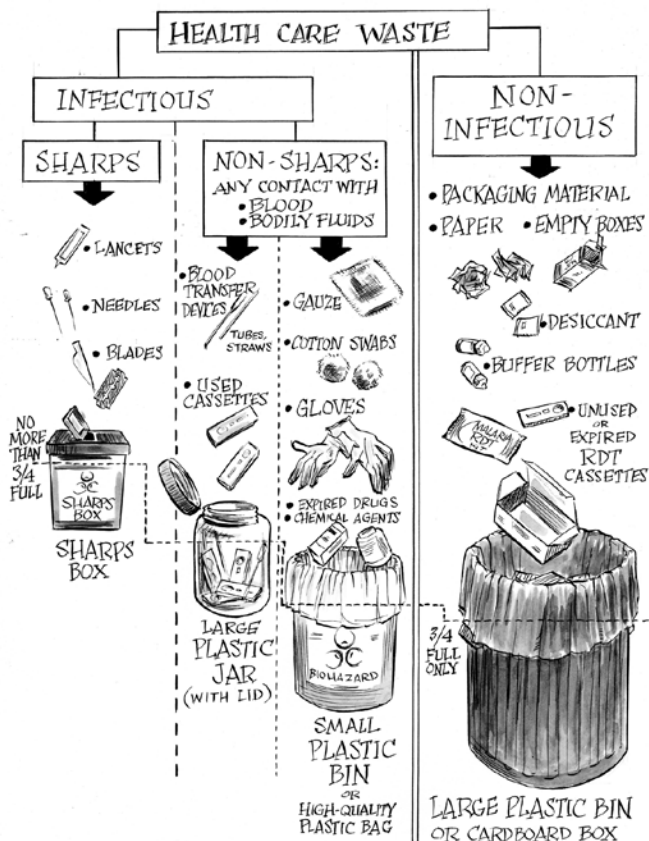 HEALTH CARE WASTE
INFECTIOUS
SHARPS
• LANCETS
• NEEDLES
• BLADES
NO
MORE
THAN
3/4
FULL
SHARPS
BOX
SHARPS
BOX
NON-SHARPS:
ANY CONTACT WITH
• BLOOD
• BODILY FLUIDS
• BLOOD
TRANSFER
DEVICES
TUBES,
STRAWS
• USED
CASSETTES
LARGE
PLASTIC
JAR
(WITH LID)
• GAUZE
• COTTON SWABS
• GLOVES
• EXPIRED DRUGS
• CHEMICAL AGENTS
BIOHAZARD
SMALL
PLASTIC
BIN
OR
HIGH-QUALITY
PLASTIC BAG
NON-
INFECTIOUS
• PACKAGING MATERIAL
• PAPER • EMPTY BOXES
• DESICCANT
• BUFFER BOTTLES
MALARIA
RDT
• UNUSED
OR
EXPIRED
RDT
CASSETTES
3/4
FULL
ONLY
LARGE PLASTIC BIN
OR CARDBOARD BOX